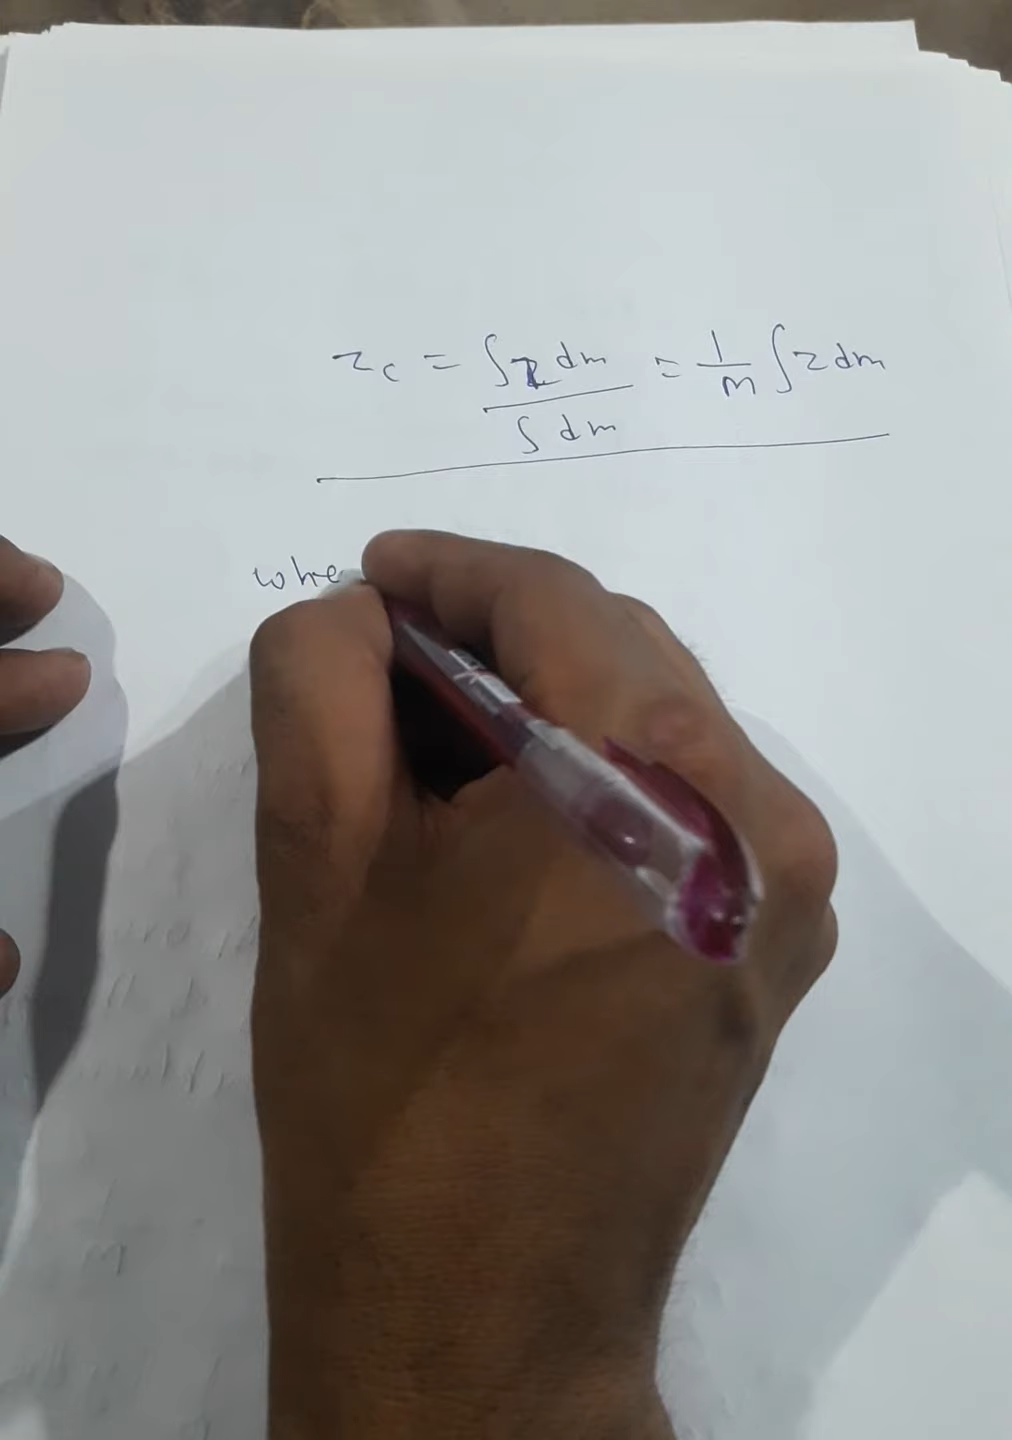 z_c = ∫z dm / ∫dm = 1/m ∫z dm
whe